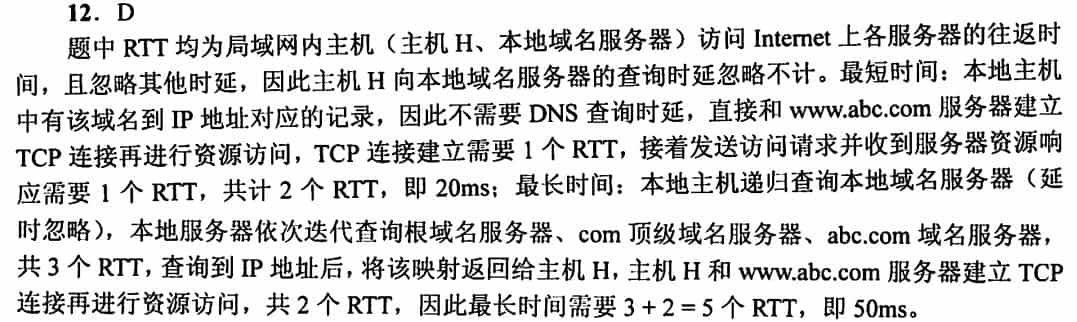 12．D
题中 RTT 均为局域网内主机（主机 H、本地域名服务器）访问 Internet 上各服务器的往返时
间，且忽略其他时延，因此主机 H 向本地域名服务器的查询时延忽略不计。最短时间：本地主机
中有该域名到 IP 地址对应的记录，因此不需要 DNS 查询时延，直接和 www.abc.com 服务器建立
TCP 连接再进行资源访问，TCP 连接建立需要 1 个 RTT，接着发送访问请求并收到服务器资源响
应需要 1 个 RTT，共计 2 个 RTT，即 20ms；最长时间：本地主机递归查询本地域名服务器（延
时忽略），本地服务器依次迭代查询根域名服务器、com 顶级域名服务器、abc.com 域名服务器，
共 3 个 RTT，查询到 IP 地址后，将该映射返回给主机 H，主机 H 和 www.abc.com 服务器建立 TCP
连接再进行资源访问，共 2 个 RTT，因此最长时间需要 3 + 2 = 5 个 RTT，即 50ms。